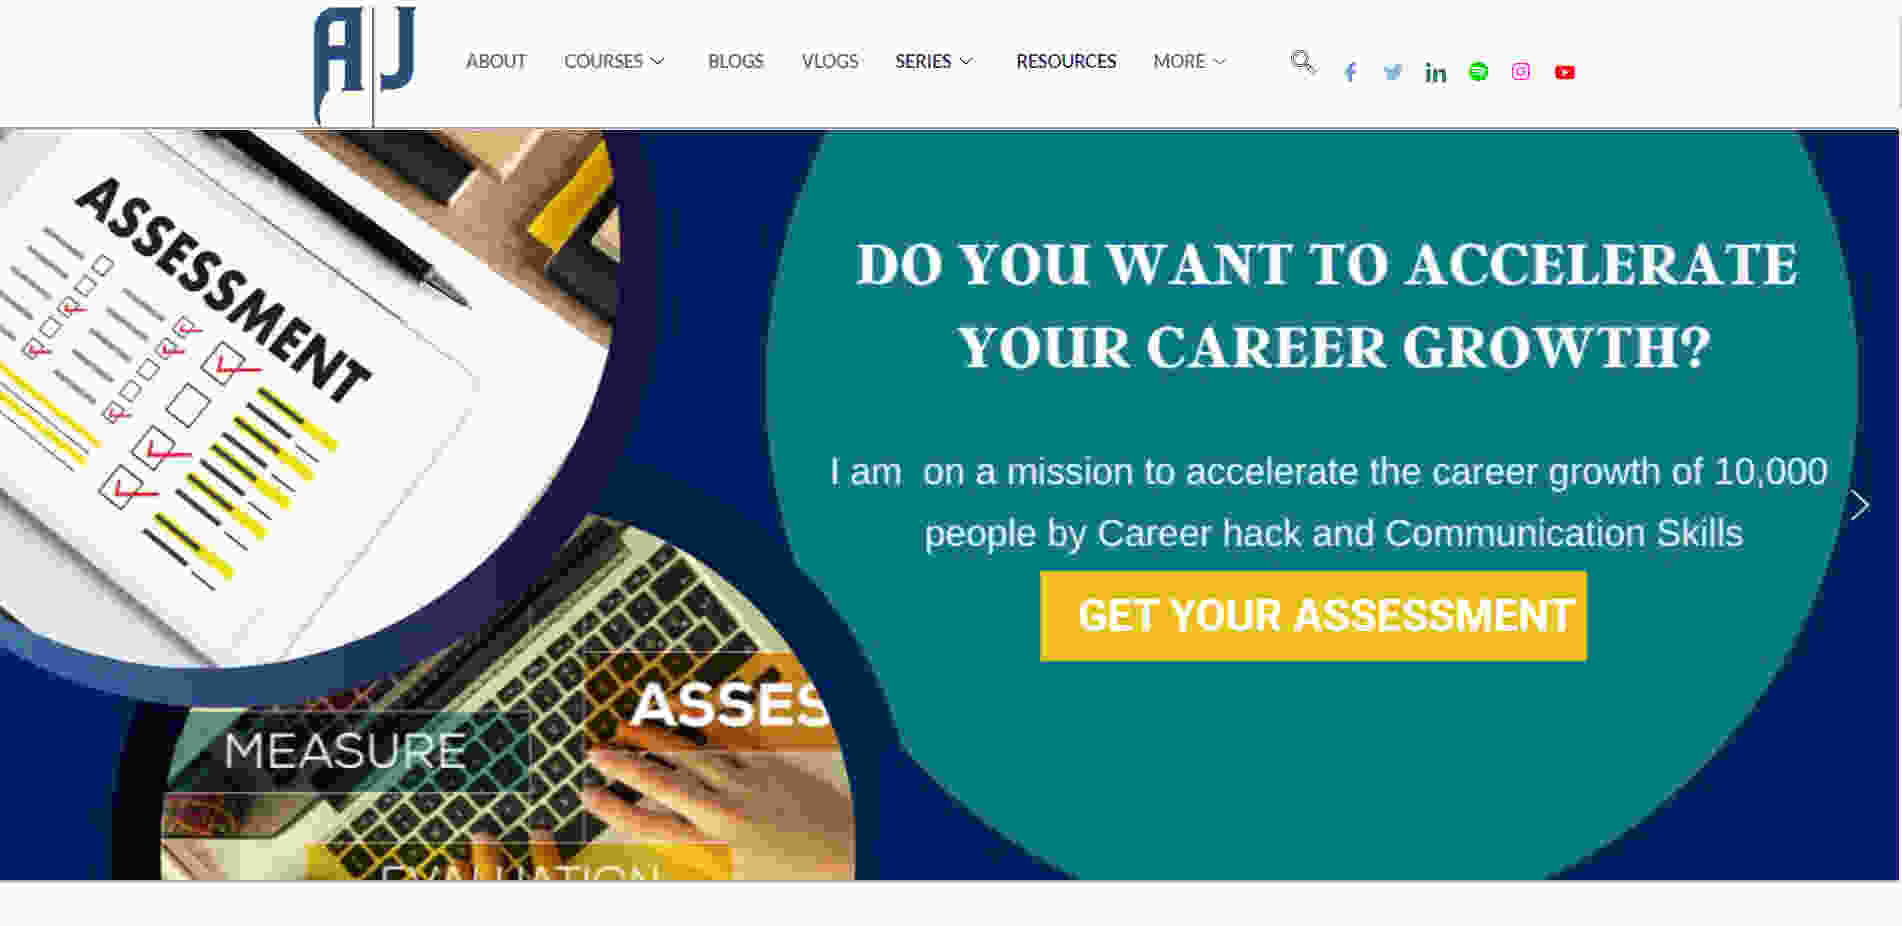 AJ
ABOUT COURSES BLOGS VLOGS SERIES RESOURCES MORE
ASSESSMENT
DO YOU WANT TO ACCELERATE
YOUR CAREER GROWTH?
I am on a mission to accelerate the career growth of 10,000
people by Career hack and Communication Skills
GET YOUR ASSESSMENT
ASSES
MEASURE
EVALUATION